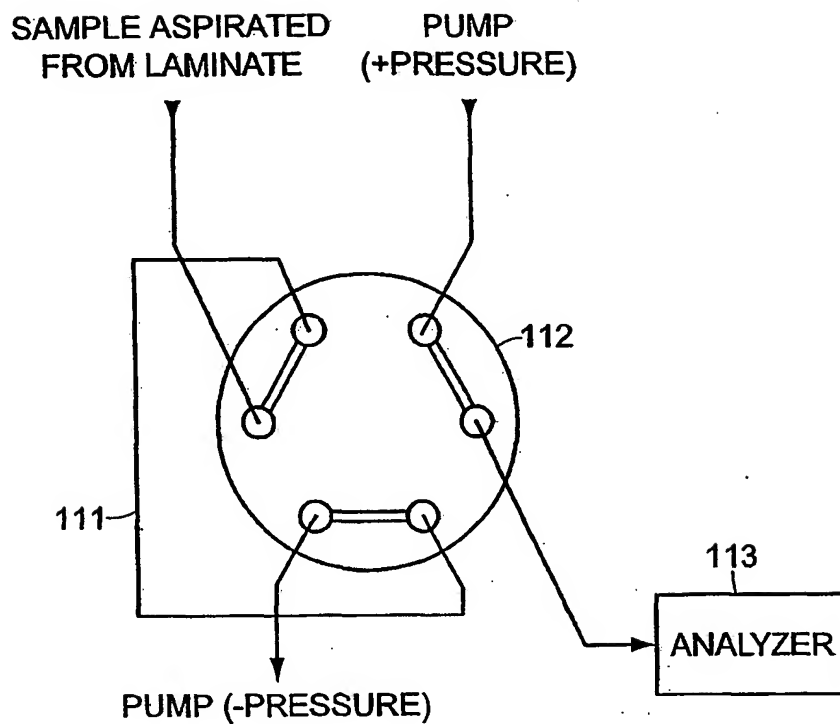 SAMPLE ASPIRATED
FROM LAMINATE
PUMP
(+PRESSURE)
112
111
113
ANALYZER
PUMP (-PRESSURE)